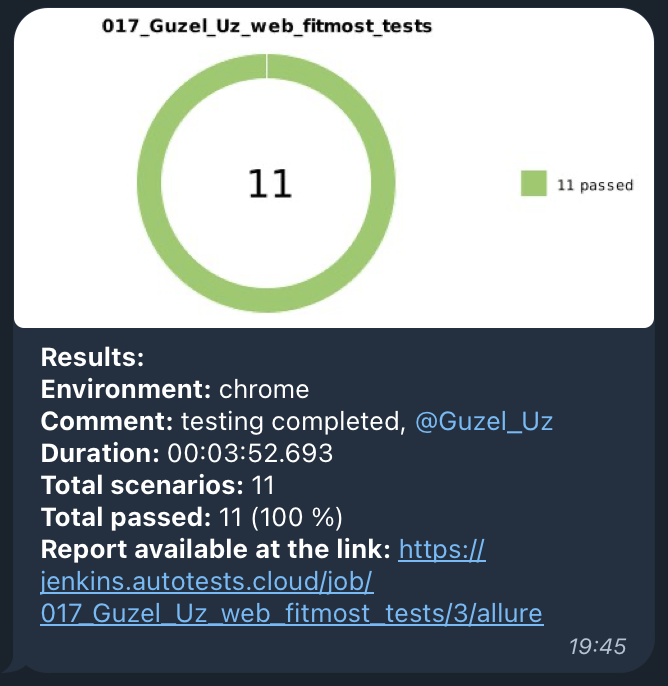 017_Guzel_Uz_web_fitmost_tests
11
11 passed
Results:
Environment: chrome
Comment: testing completed, @Guzel_Uz
Duration: 00:03:52.693
Total scenarios: 11
Total passed: 11 (100 %)
Report available at the link: https://
jenkins.autotests.cloud/job/
017_Guzel_Uz_web_fitmost_tests/3/allure
19:45